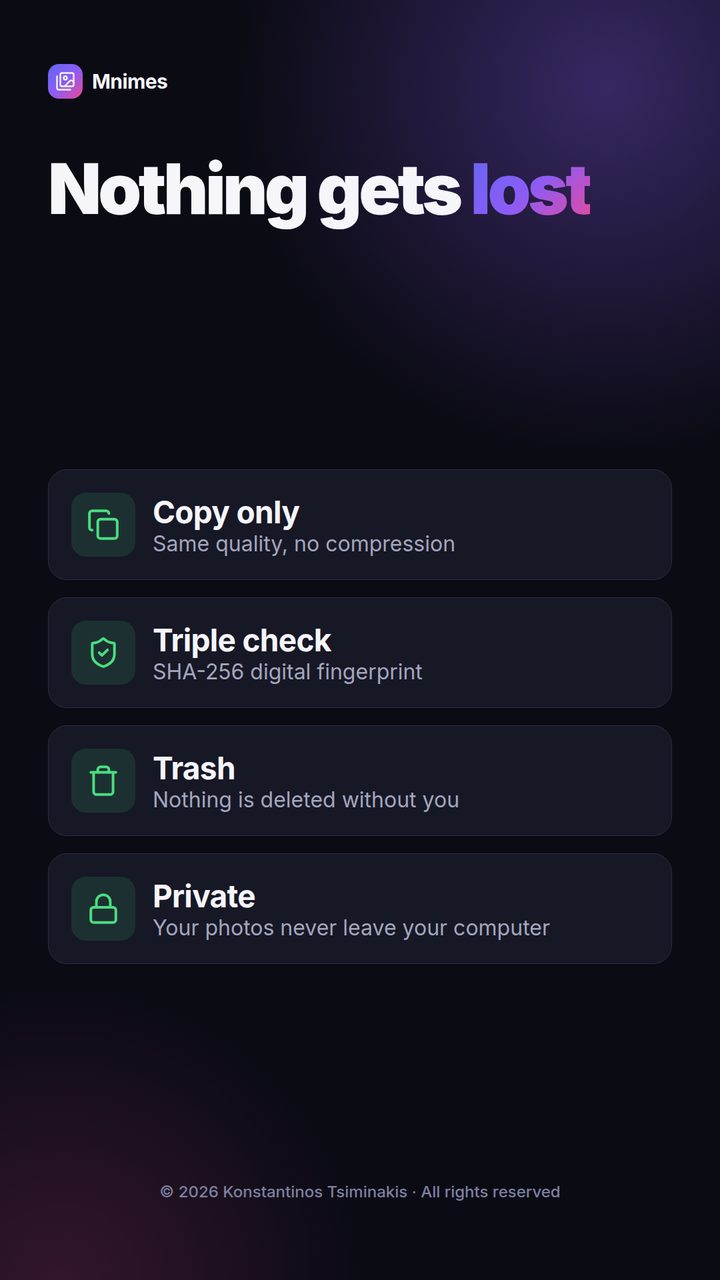 Mnimes
Nothing gets lost
Copy only
Same quality, no compression
Triple check
SHA-256 digital fingerprint
Trash
Nothing is deleted without you
Private
Your photos never leave your computer
© 2026 Konstantinos Tsiminakis · All rights reserved